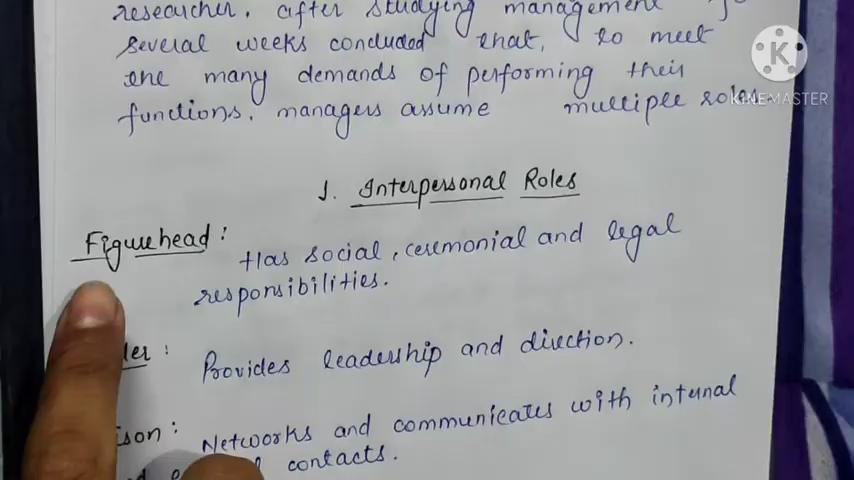 researcher, after studying management
several weeks concluded that, to meet
the many demands of performing their
functions, managers assume multiple roles.
KINEMASTER
1. Interpersonal Roles
Figurehead:
Has social, ceremonial and legal
responsibilities.
Provides leadership and direction.
Networks and communicates with internal
contacts.